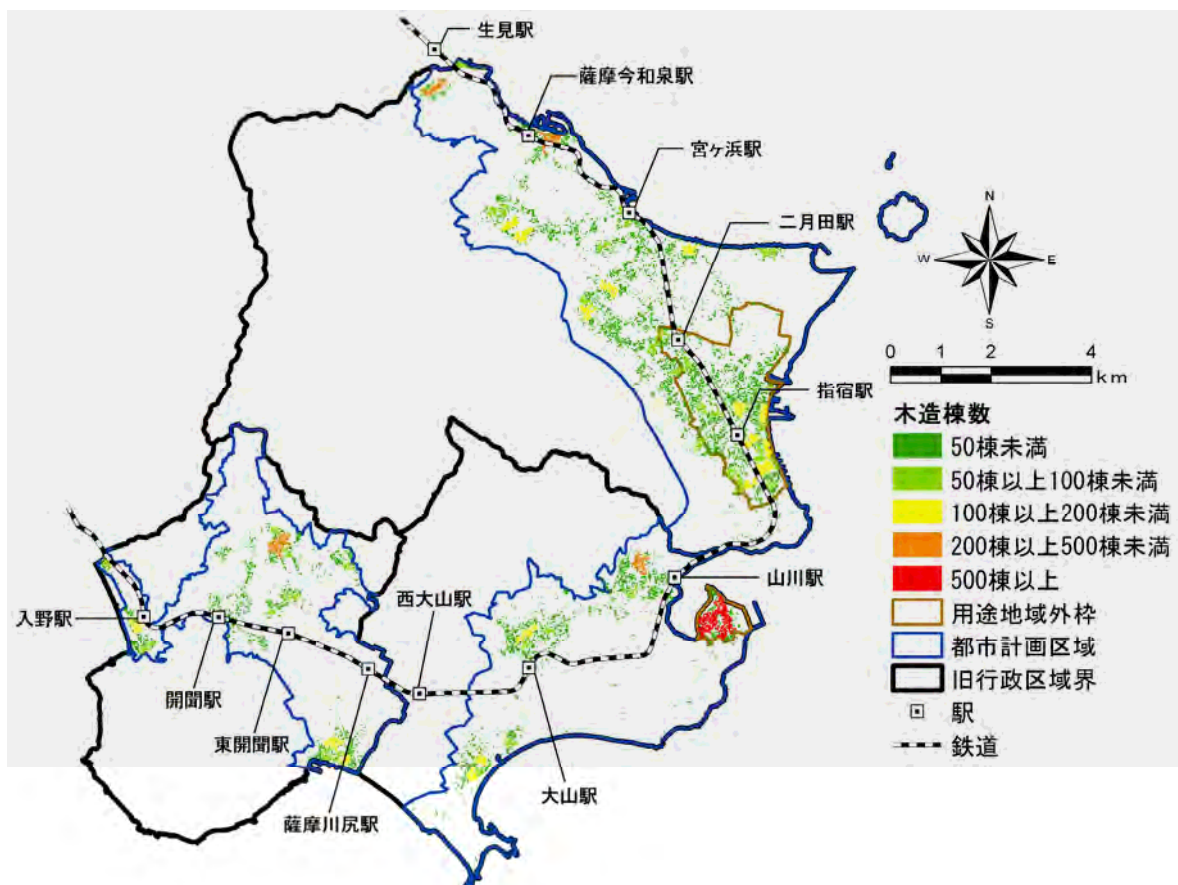 生見駅
薩摩今和泉駅
宮ヶ浜駅
二月田駅
指宿駅
山川駅
西大山駅
入野駅
開聞駅
東開聞駅
薩摩川尻駅
大山駅
N
W
E
S
0 1 2 4
km
木造棟数
50棟未満
50棟以上100棟未満
100棟以上200棟未満
200棟以上500棟未満
500棟以上
用途地域外枠
都市計画区域
旧行政区域界
駅
鉄道